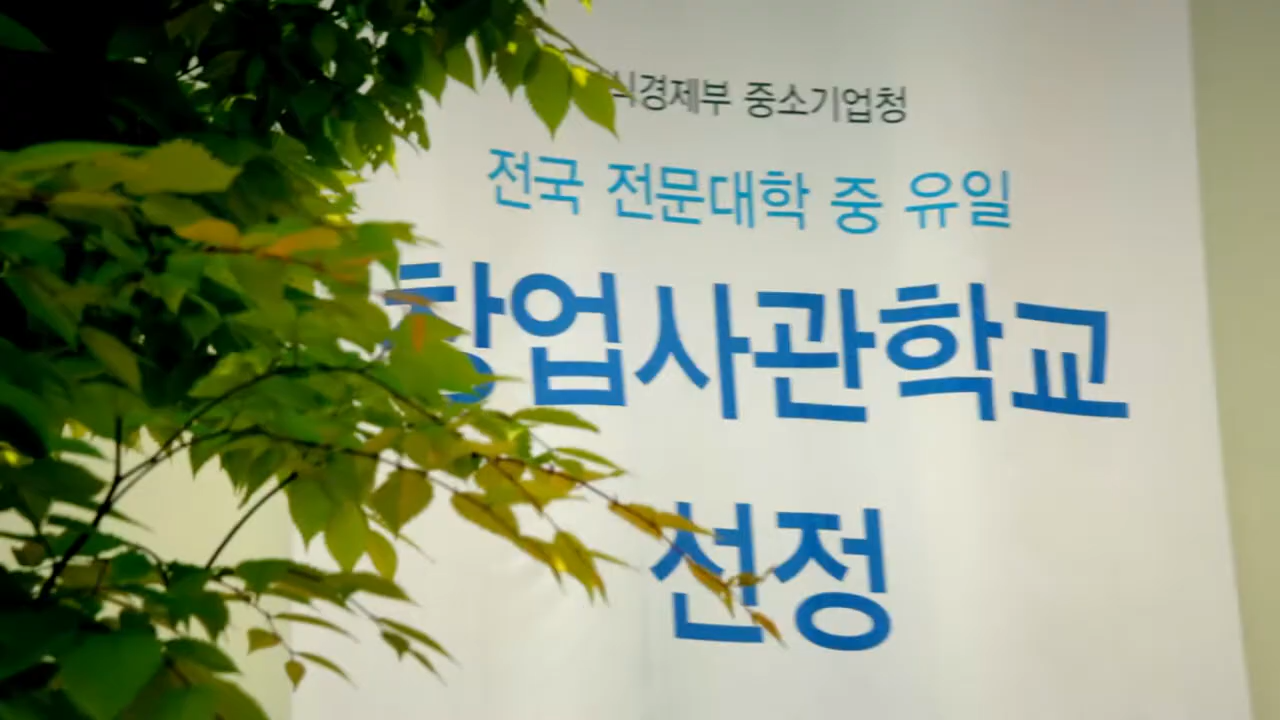 중소기업청
전국 전문대학 중 유일
창업사관학교
선정